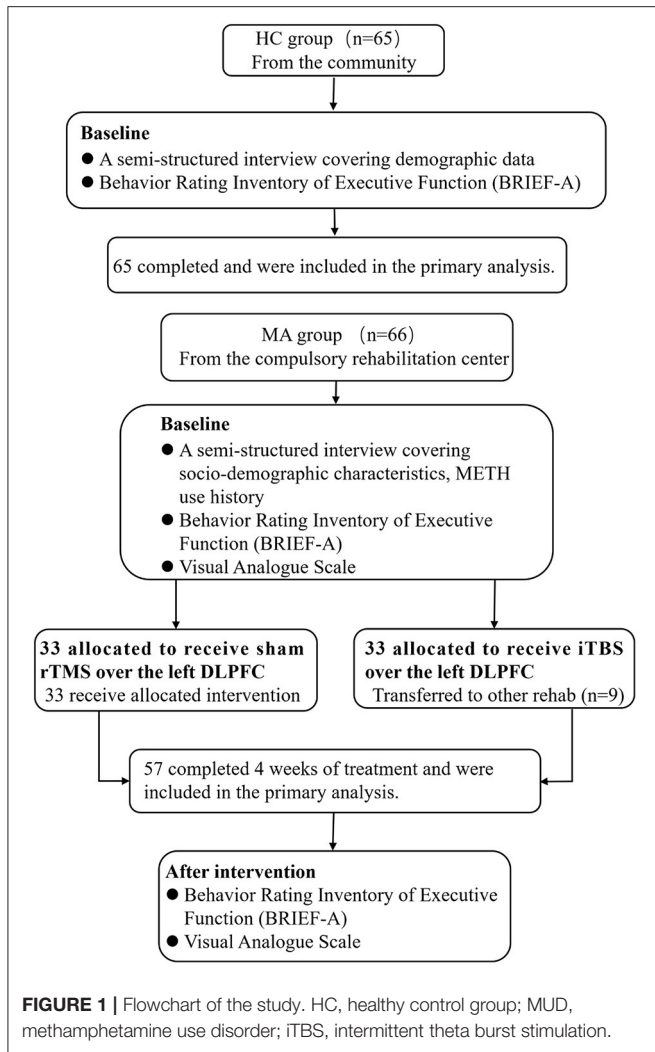 HC group（n=65）
From the community
Baseline
● A semi-structured interview covering demographic data
● Behavior Rating Inventory of Executive Function (BRIEF-A)
65 completed and were included in the primary analysis.
MA group （n=66）
From the compulsory rehabilitation center
Baseline
● A semi-structured interview covering
socio-demographic characteristics, METH
use history
● Behavior Rating Inventory of Executive
Function (BRIEF-A)
● Visual Analogue Scale
33 allocated to receive sham
rTMS over the left DLPFC
33 receive allocated intervention
33 allocated to receive iTBS
over the left DLPFC
Transferred to other rehab (n=9)
57 completed 4 weeks of treatment and were
included in the primary analysis.
After intervention
● Behavior Rating Inventory of Executive
Function (BRIEF-A)
● Visual Analogue Scale
FIGURE 1 | Flowchart of the study. HC, healthy control group; MUD,
methamphetamine use disorder; iTBS, intermittent theta burst stimulation.